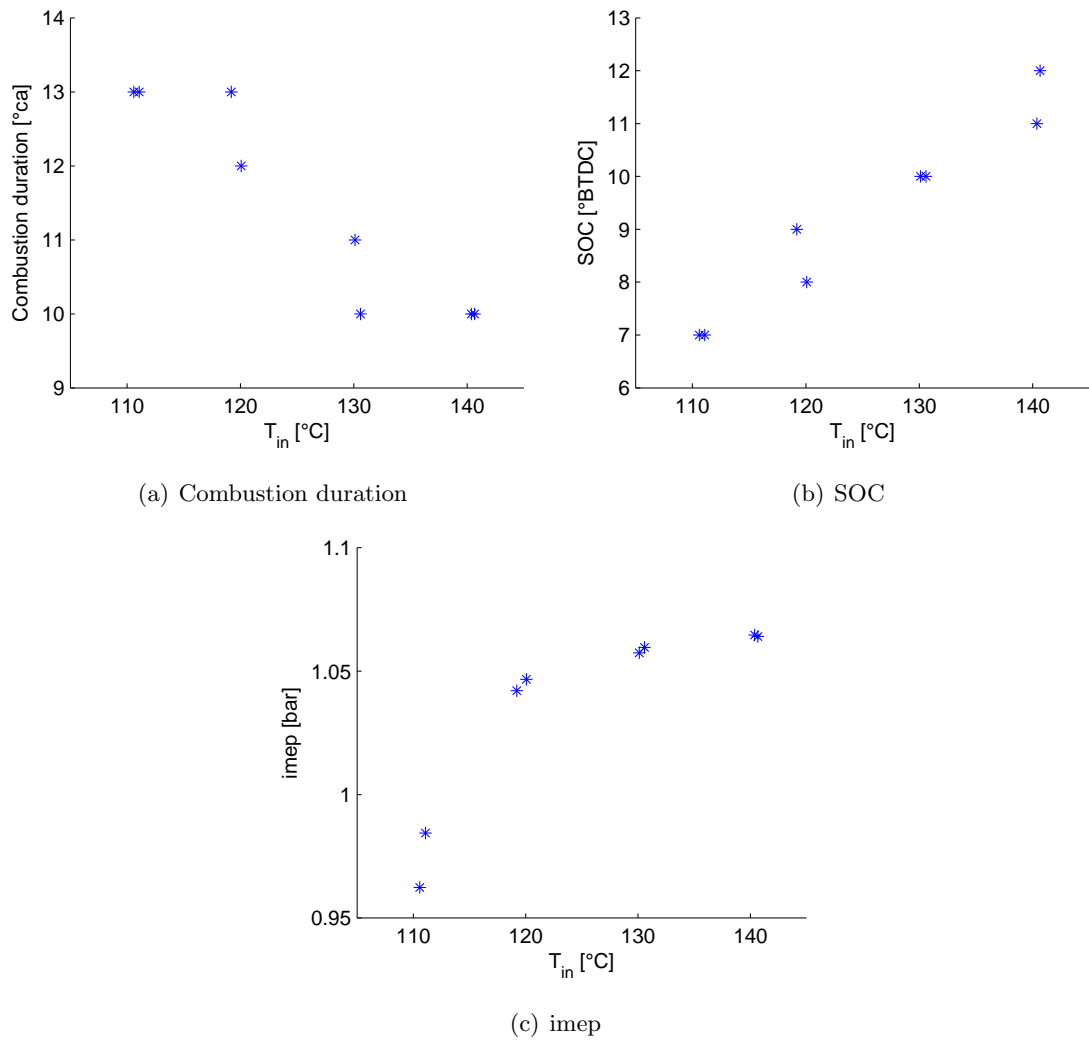 14
13
12
11
10
9
110 120 130 140
Combustion duration [°ca]
T_in [°C]
(a) Combustion duration
13
12
11
10
9
8
7
6
110 120 130 140
SOC [°BTDC]
T_in [°C]
(b) SOC
1.1
1.05
1
0.95
110 120 130 140
imep [bar]
T_in [°C]
(c) imep